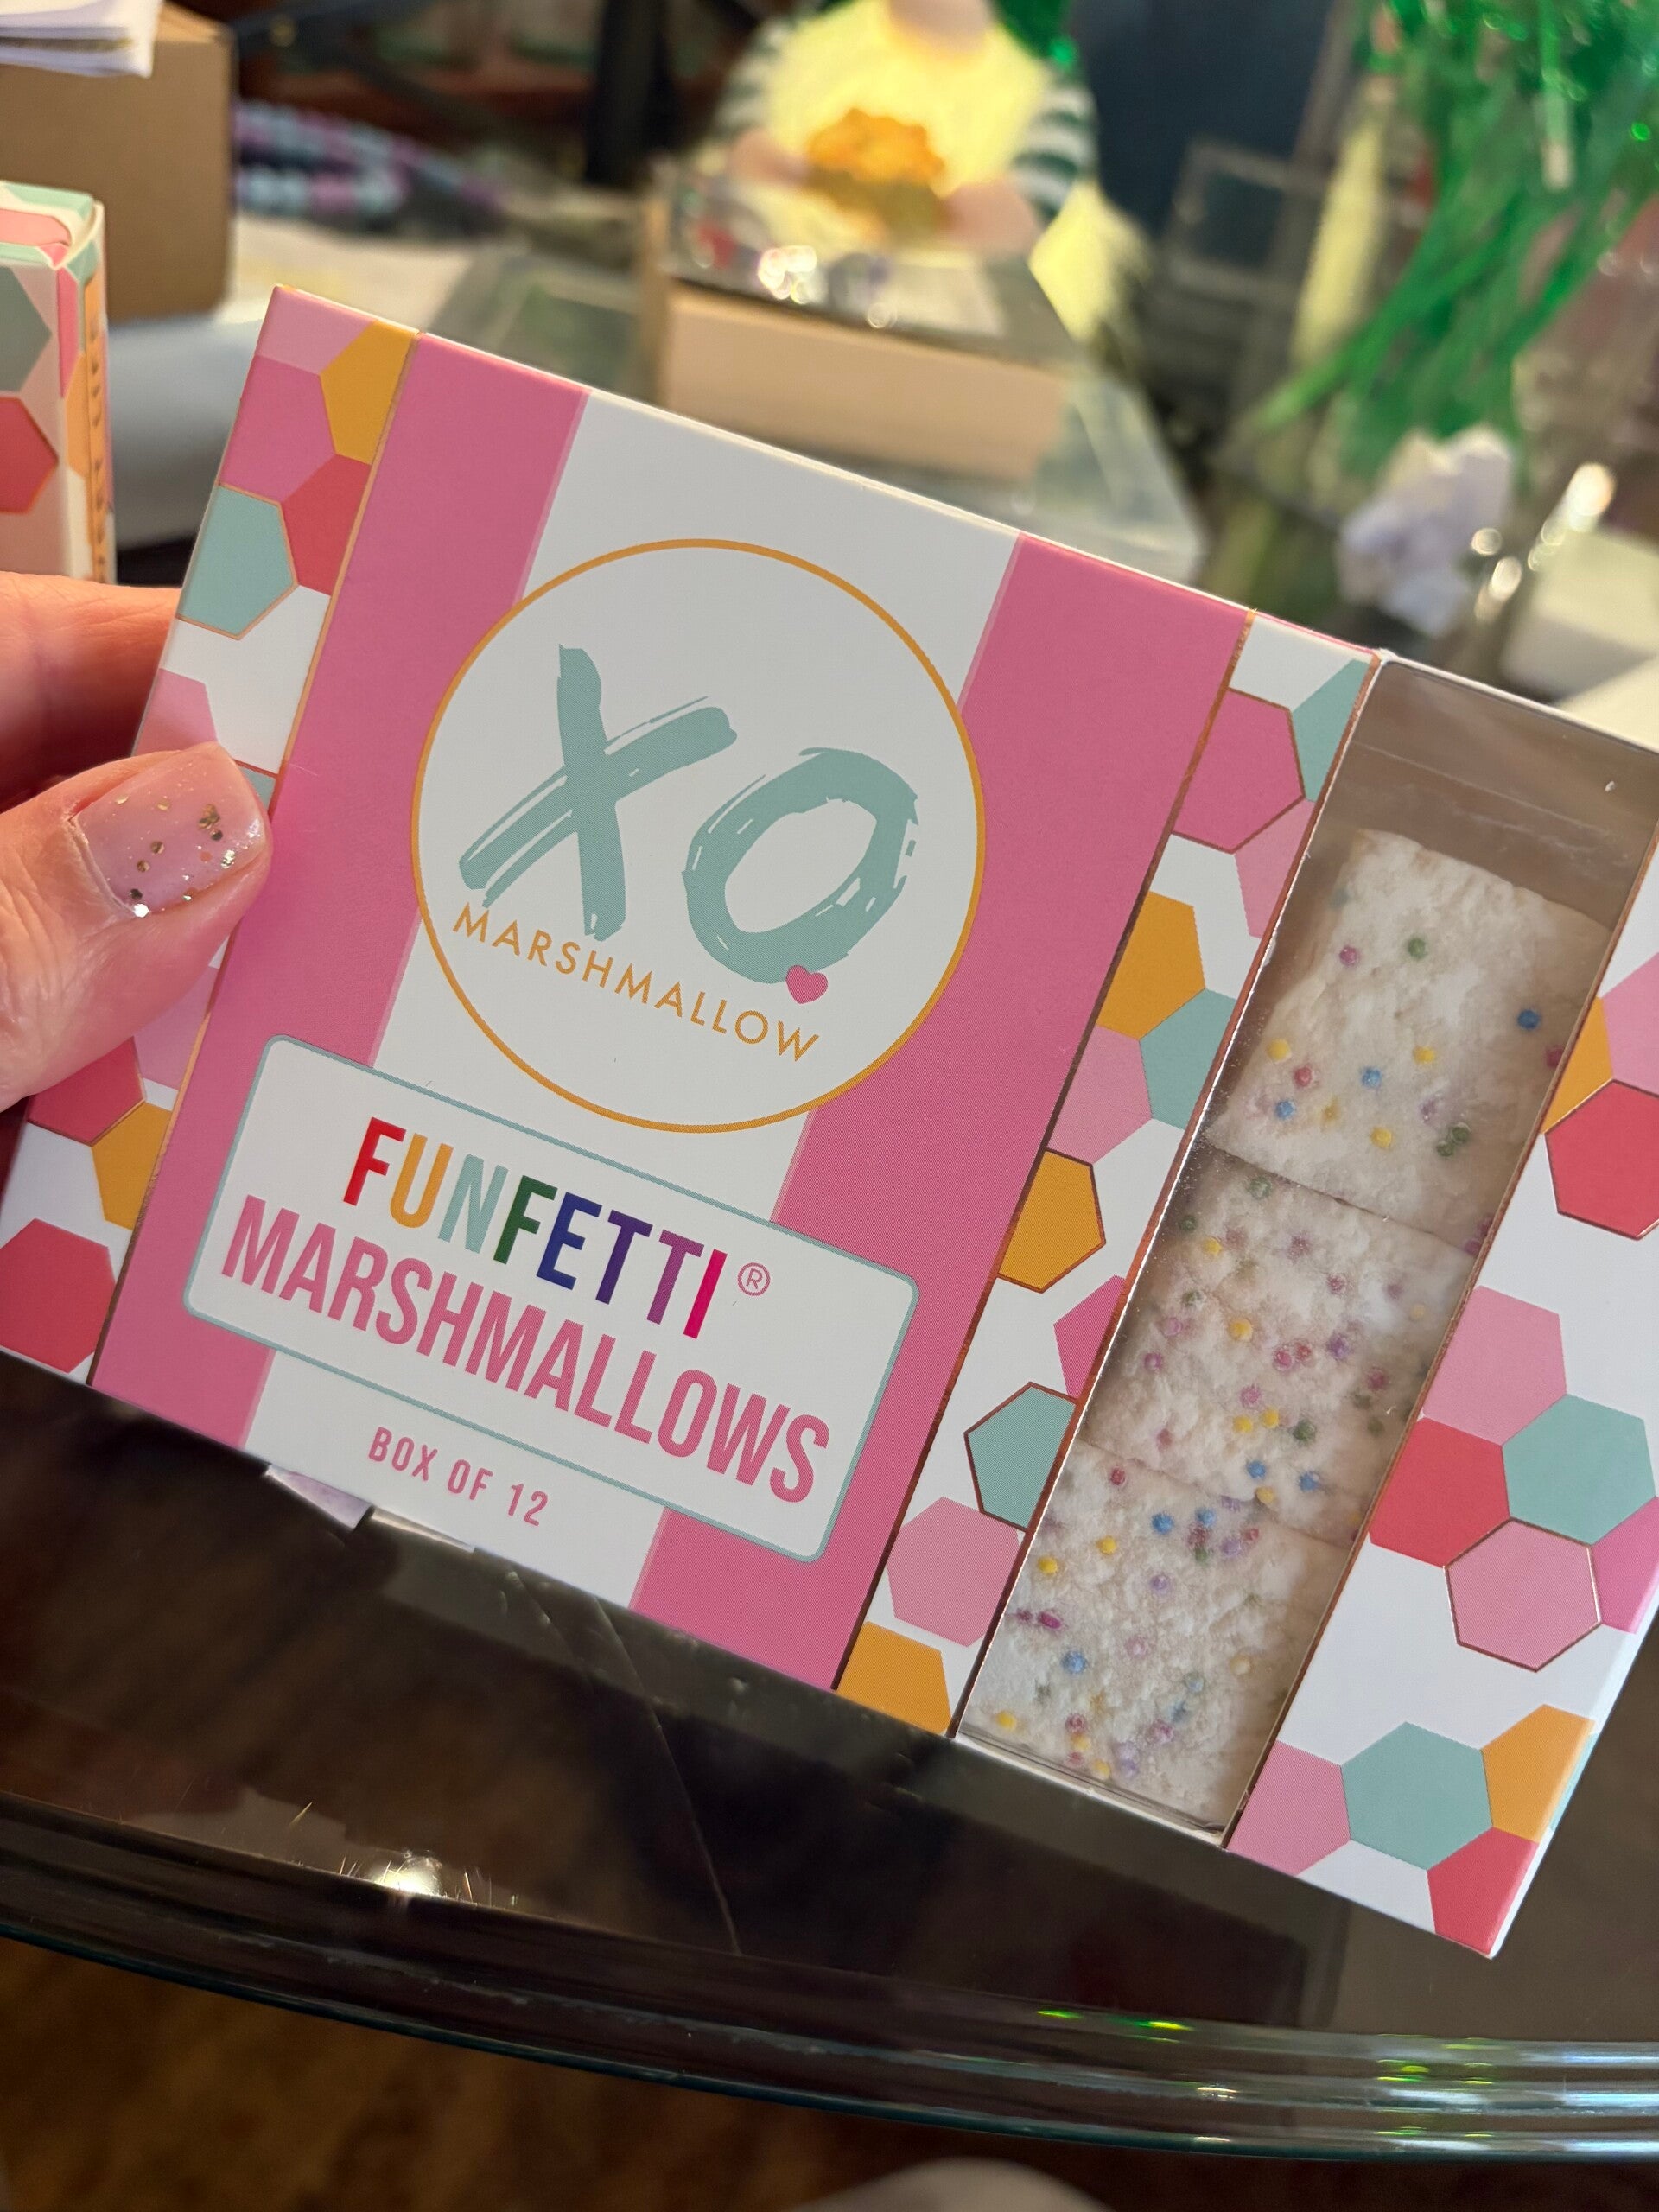 XO
MARSHMALLOW
FUNFETTI®
MARSHMALLOWS
BOX OF 12